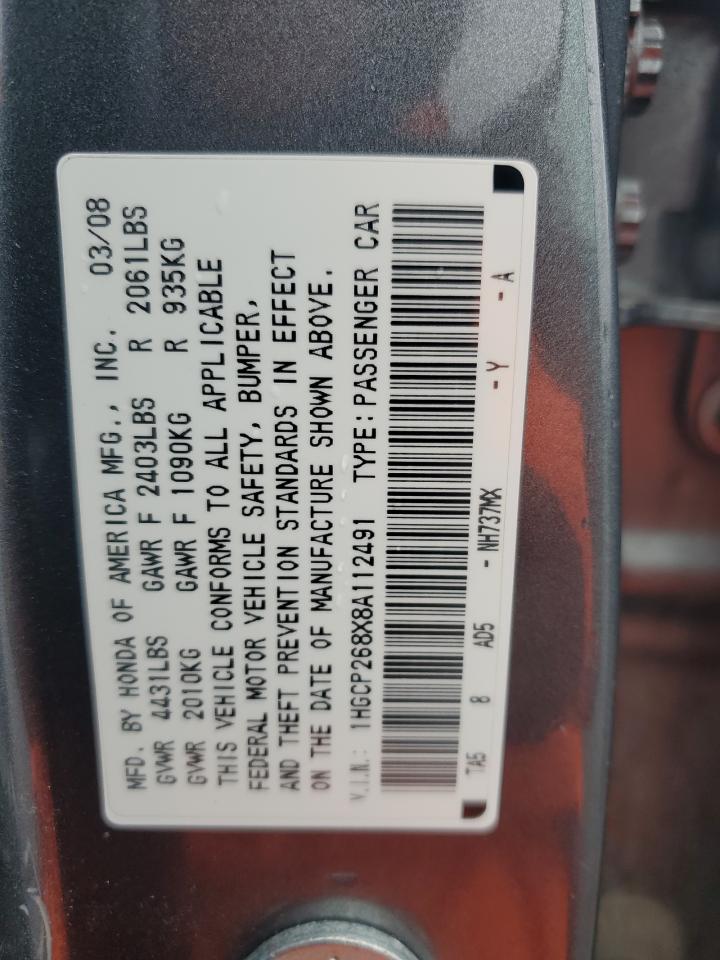 MFD. BY HONDA OF AMERICA MFG., INC. 03/08
GVWR 4431LBS GAWR F 2403LBS R 2061LBS
GVWR 2010KG GAWR F 1090KG R 935KG
THIS VEHICLE CONFORMS TO ALL APPLICABLE
FEDERAL MOTOR VEHICLE SAFETY, BUMPER,
AND THEFT PREVENTION STANDARDS IN EFFECT
ON THE DATE OF MANUFACTURE SHOWN ABOVE.
V.I.N.: 1HGCP268X8A112491 TYPE:PASSENGER CAR
TA5 8 AD5 - NH737MX - Y - A